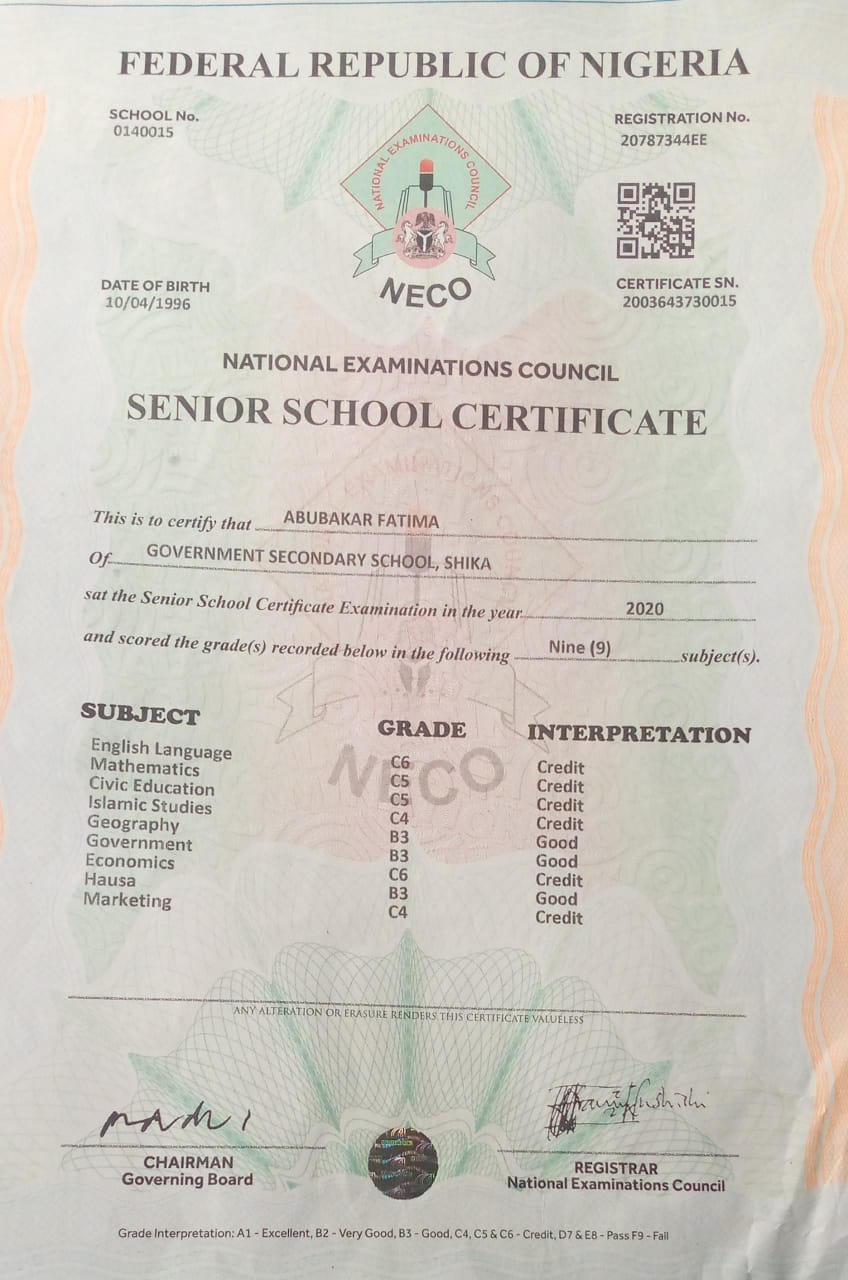 FEDERAL REPUBLIC OF NIGERIA
SCHOOL No.
0140015
REGISTRATION No.
20787344EE
NATIONAL EXAMINATIONS COUNCIL
NECO
DATE OF BIRTH
10/04/1996
CERTIFICATE SN.
2003643730015
NATIONAL EXAMINATIONS COUNCIL
SENIOR SCHOOL CERTIFICATE
This is to certify that ABUBAKAR FATIMA
Of GOVERNMENT SECONDARY SCHOOL, SHIKA
sat the Senior School Certificate Examination in the year 2020
and scored the grade(s) recorded below in the following Nine (9) subject(s).
SUBJECT GRADE INTERPRETATION
English Language C6 Credit
Mathematics C5 Credit
Civic Education C5 Credit
Islamic Studies C4 Credit
Geography B3 Good
Government B3 Good
Economics C6 Credit
Hausa B3 Good
Marketing C4 Credit
NECO
ANY ALTERATION OR ERASURE RENDERS THIS CERTIFICATE VALUELESS
CHAIRMAN
Governing Board
REGISTRAR
National Examinations Council
Grade Interpretation: A1 - Excellent, B2 - Very Good, B3 - Good, C4, C5 & C6 - Credit, D7 & E8 - Pass F9 - Fail